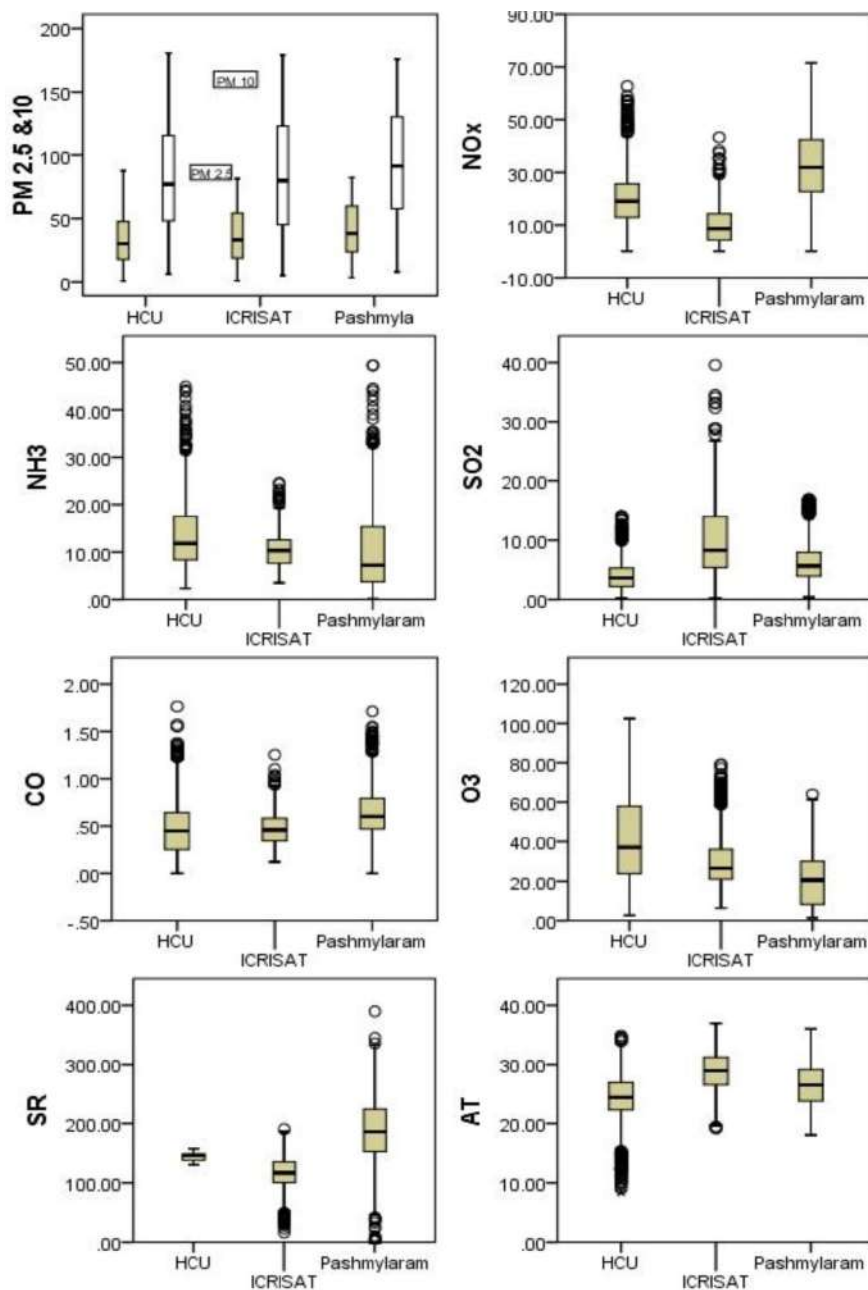 200
150
100
50
0
PM 2.5 &10
PM 10
PM 2.5
HCU
ICRISAT
Pashmyla
90.00
70.00
50.00
30.00
10.00
-10.00
NOx
HCU
ICRISAT
Pashmylaram
50.00
40.00
30.00
20.00
10.00
.00
NH3
HCU
ICRISAT
Pashmylaram
40.00
30.00
20.00
10.00
.00
SO2
HCU
ICRISAT
Pashmylaram
2.00
1.50
1.00
.50
.00
-.50
CO
HCU
ICRISAT
Pashmylaram
120.00
100.00
80.00
60.00
40.00
20.00
.00
O3
HCU
ICRISAT
Pashmylaram
400.00
300.00
200.00
100.00
.00
SR
HCU
ICRISAT
Pashmylaram
40.00
30.00
20.00
10.00
.00
AT
HCU
ICRISAT
Pashmylaram